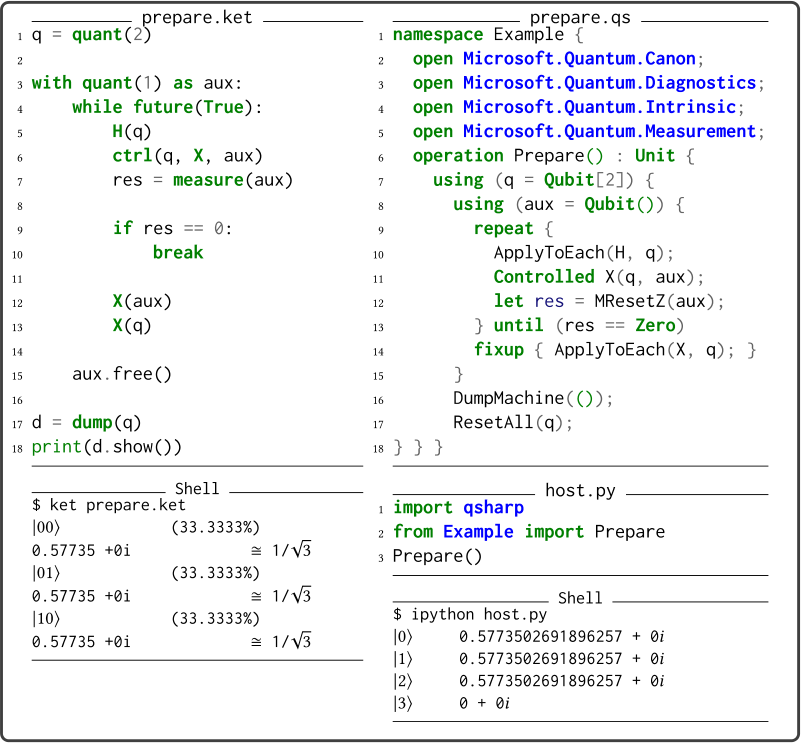 prepare.ket
1 q = quant(2)
2
3 with quant(1) as aux:
4     while future(True):
5         H(q)
6         ctrl(q, X, aux)
7         res = measure(aux)
8
9         if res == 0:
10             break
11
12         X(aux)
13         X(q)
14
15     aux.free()
16
17 d = dump(q)
18 print(d.show())
Shell
$ ket prepare.ket
|00⟩ (33.3333%)
0.57735 +0i ≅ 1/√3
|01⟩ (33.3333%)
0.57735 +0i ≅ 1/√3
|10⟩ (33.3333%)
0.57735 +0i ≅ 1/√3
prepare.qs
1 namespace Example {
2   open Microsoft.Quantum.Canon;
3   open Microsoft.Quantum.Diagnostics;
4   open Microsoft.Quantum.Intrinsic;
5   open Microsoft.Quantum.Measurement;
6   operation Prepare() : Unit {
7     using (q = Qubit[2]) {
8       using (aux = Qubit()) {
9         repeat {
10           ApplyToEach(H, q);
11           Controlled X(q, aux);
12           let res = MResetZ(aux);
13         } until (res == Zero)
14         fixup { ApplyToEach(X, q); }
15       }
16       DumpMachine(());
17       ResetAll(q);
18 } } }
host.py
1 import qsharp
2 from Example import Prepare
3 Prepare()
Shell
$ ipython host.py
|0⟩ 0.5773502691896257 + 0i
|1⟩ 0.5773502691896257 + 0i
|2⟩ 0.5773502691896257 + 0i
|3⟩ 0 + 0i